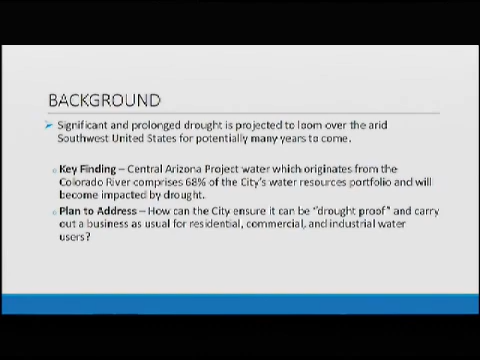 BACKGROUND
Significant and prolonged drought is projected to loom over the arid
Southwest United States for potentially many years to come.
Key Finding – Central Arizona Project water which originates from the
Colorado River comprises 68% of the City's water resources portfolio and will
become impacted by drought.
Plan to Address – How can the City ensure it can be "drought proof" and carry
out a business as usual for residential, commercial, and industrial water
users?